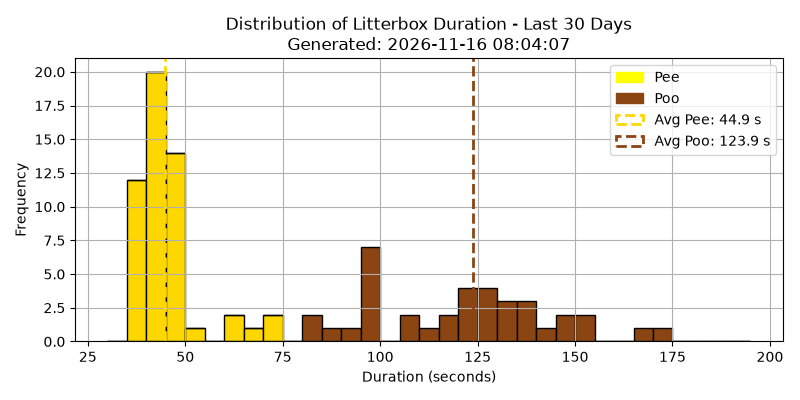 Distribution of Litterbox Duration - Last 30 Days
Generated: 2026-11-16 08:04:07
Pee
Poo
Avg Pee: 44.9 s
Avg Poo: 123.9 s
Frequency
20.0
17.5
15.0
12.5
10.0
7.5
5.0
2.5
0.0
25 50 75 100 125 150 175 200
Duration (seconds)